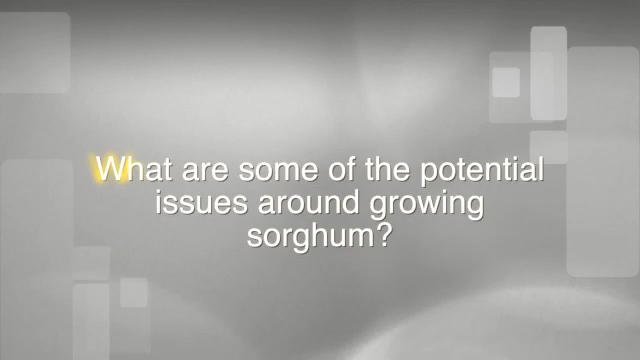 What are some of the potential
issues around growing
sorghum?